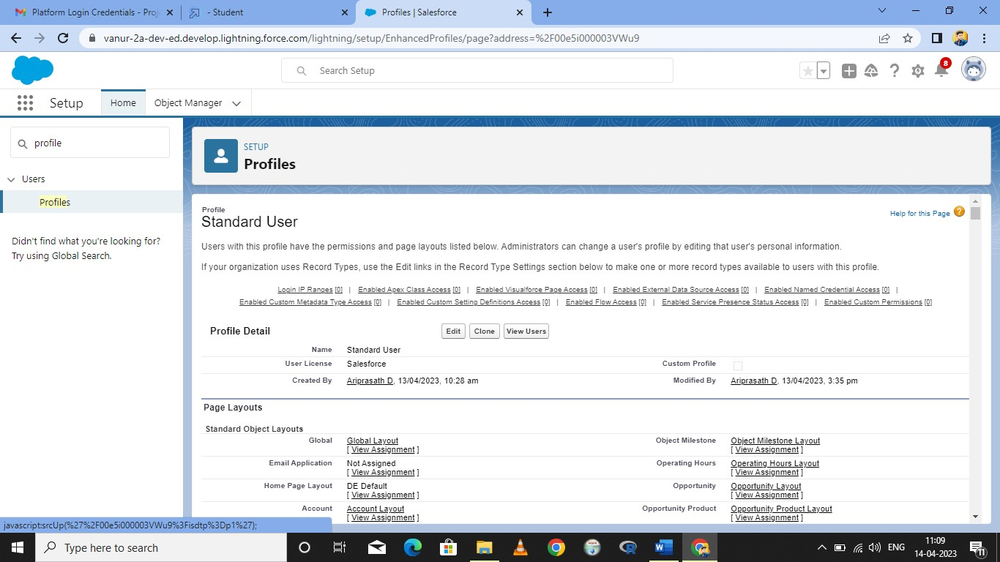 Platform Login Credentials - Pro
- Student
Profiles | Salesforce
vanur-2a-dev-ed.develop.lightning.force.com/lightning/setup/EnhancedProfiles/page?address=%2F00e5i000003VWu9
Search Setup
8
Setup
Home
Object Manager
profile
Users
Profiles
Didn't find what you're looking for?
Try using Global Search.
SETUP
Profiles
Profile
Standard User
Help for this Page ?
Users with this profile have the permissions and page layouts listed below. Administrators can change a user's profile by editing that user's personal information.
If your organization uses Record Types, use the Edit links in the Record Type Settings section below to make one or more record types available to users with this profile.
Login IP Ranges [0] | Enabled Apex Class Access [0] | Enabled Visualforce Page Access [0] | Enabled External Data Source Access [0] | Enabled Named Credential Access [0] |
Enabled Custom Metadata Type Access [0] | Enabled Custom Setting Definitions Access [0] | Enabled Flow Access [0] | Enabled Service Presence Status Access [0] | Enabled Custom Permissions [0]
Profile Detail Edit Clone View Users
Name Standard User
User License Salesforce Custom Profile
Created By Ariprasath D, 13/04/2023, 10:28 am Modified By Ariprasath D, 13/04/2023, 3:35 pm
Page Layouts
Standard Object Layouts
Global Global Layout Object Milestone Object Milestone Layout
[ View Assignment ] [ View Assignment ]
Email Application Not Assigned Operating Hours Operating Hours Layout
[ View Assignment ] [ View Assignment ]
Home Page Layout DE Default Opportunity Opportunity Layout
[ View Assignment ] [ View Assignment ]
Account Account Layout Opportunity Product Opportunity Product Layout
[ View Assignment ] [ View Assignment ]
javascript:srcUp(%27%2F00e5i000003VWu9%3Fisdtp%3Dp1%27);
Type here to search
ENG
11:09
14-04-2023
11